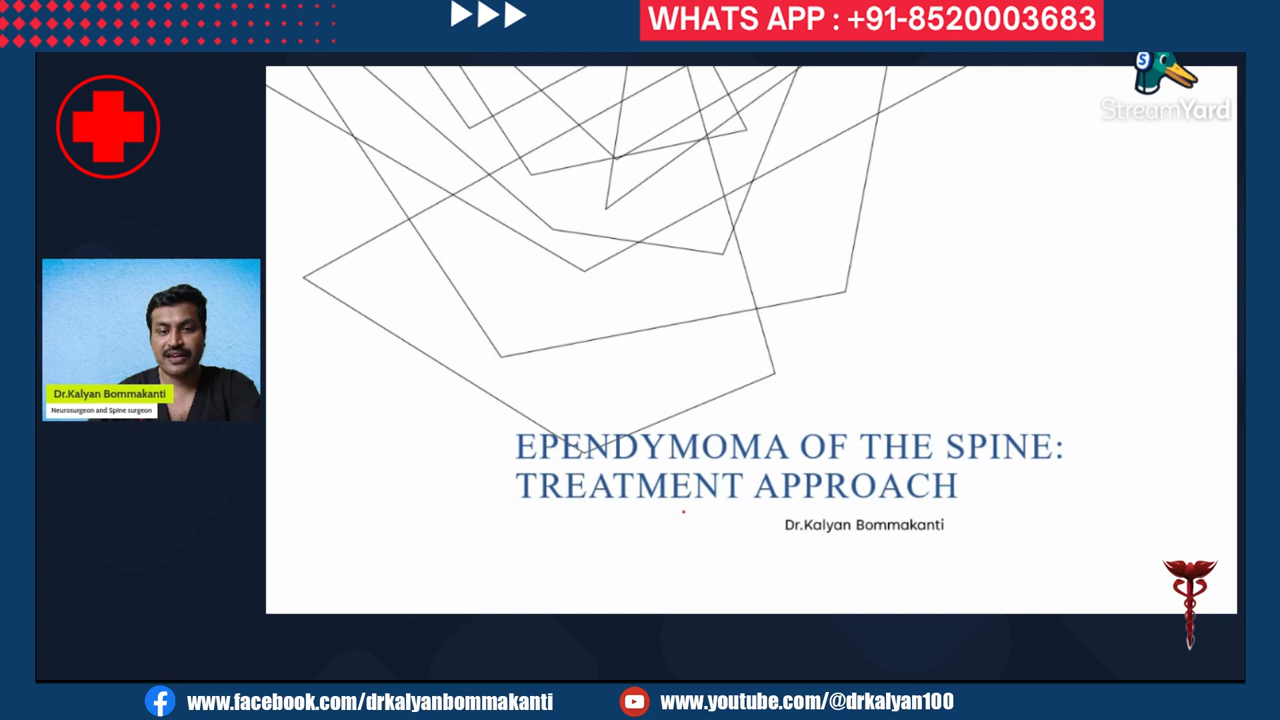 WHATS APP : +91-8520003683
S
StreamYard
Dr.Kalyan Bommakanti
Neurosurgeon and Spine surgeon
EPENDYMOMA OF THE SPINE:
TREATMENT APPROACH
Dr.Kalyan Bommakanti
www.facebook.com/drkalyanbommakanti
www.youtube.com/@drkalyan100